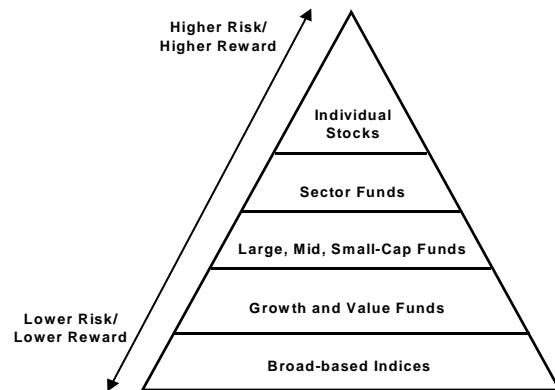 Higher Risk/
Higher Reward
Individual
Stocks
Sector Funds
Large, Mid, Small-Cap Funds
Growth and Value Funds
Lower Risk/
Lower Reward
Broad-based Indices